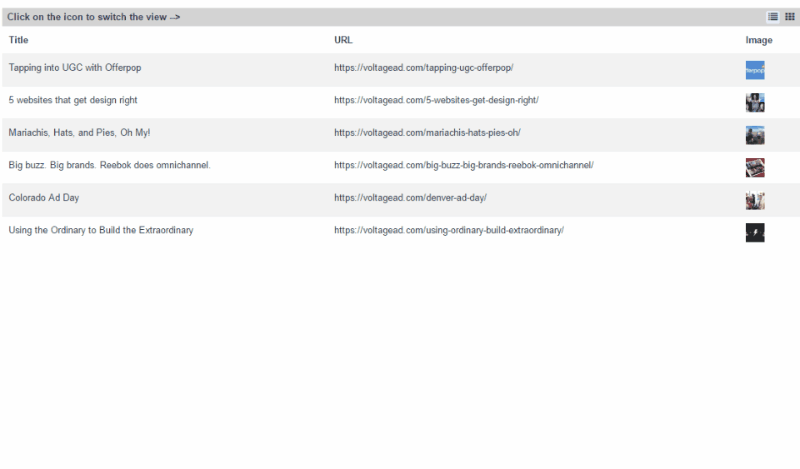 Click on the icon to switch the view -->
Title URL Image
Tapping into UGC with Offerpop https://voltagead.com/tapping-ugc-offerpop/
5 websites that get design right https://voltagead.com/5-websites-get-design-right/
Mariachis, Hats, and Pies, Oh My! https://voltagead.com/mariachis-hats-pies-oh/
Big buzz. Big brands. Reebok does omnichannel. https://voltagead.com/big-buzz-big-brands-reebok-omnichannel/
Colorado Ad Day https://voltagead.com/denver-ad-day/
Using the Ordinary to Build the Extraordinary https://voltagead.com/using-ordinary-build-extraordinary/